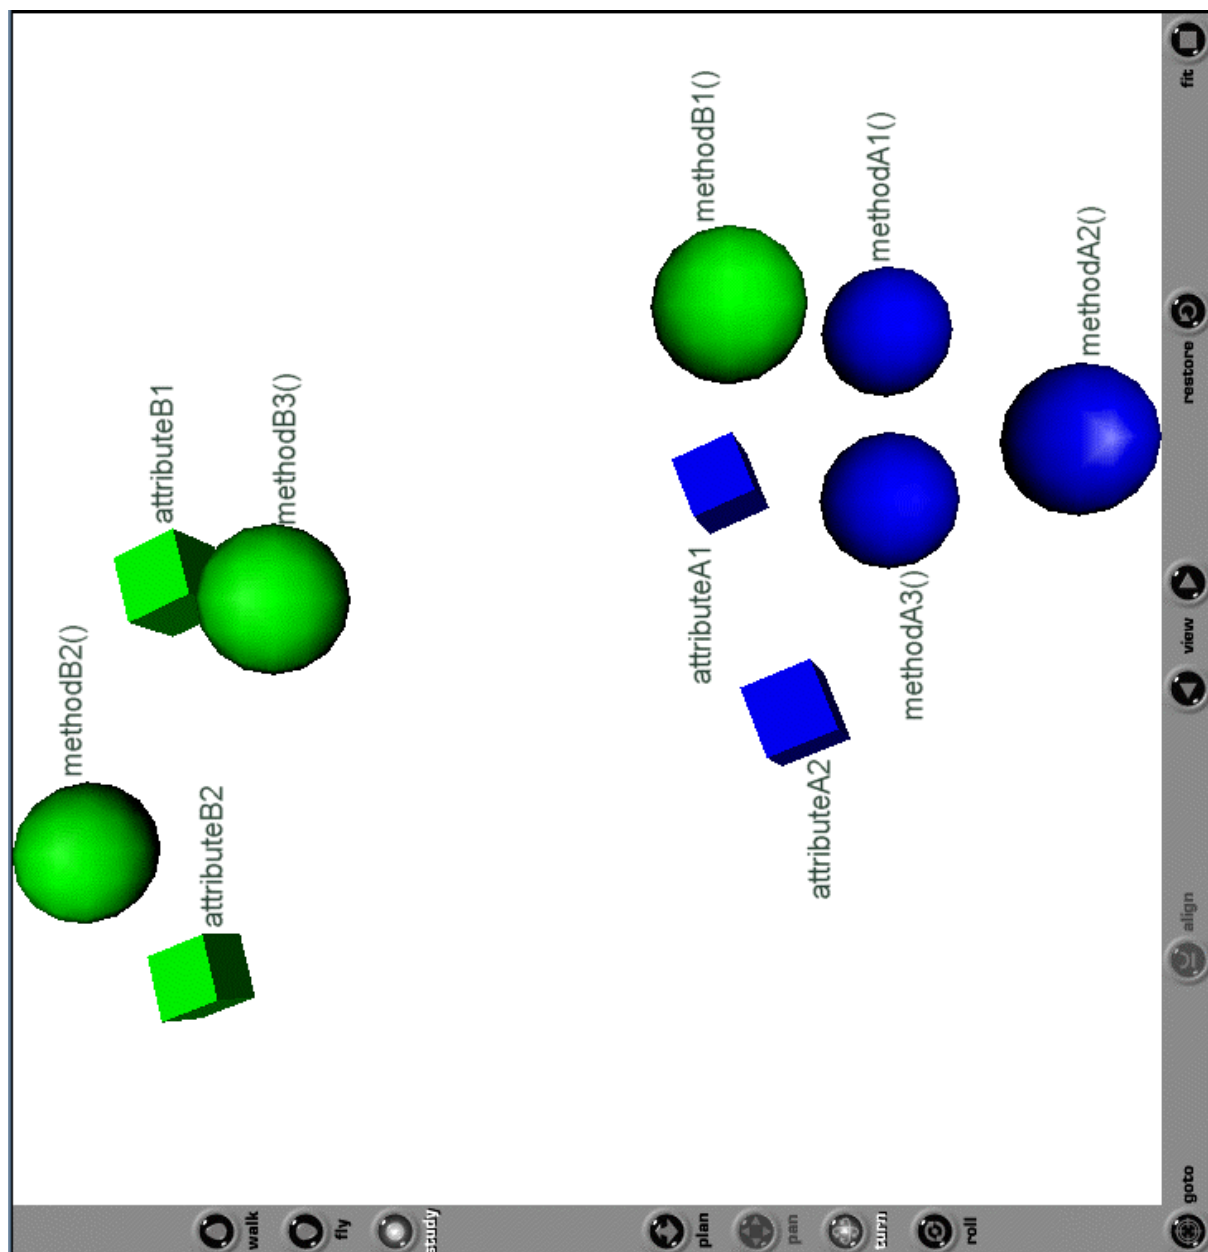 methodB2()
attributeB1
attributeB2
methodB3()
attributeA1
methodB1()
attributeA2
methodA1()
methodA3()
methodA2()
walk
fly
study
plan
pan
turn
roll
goto
align
view
restore
fit